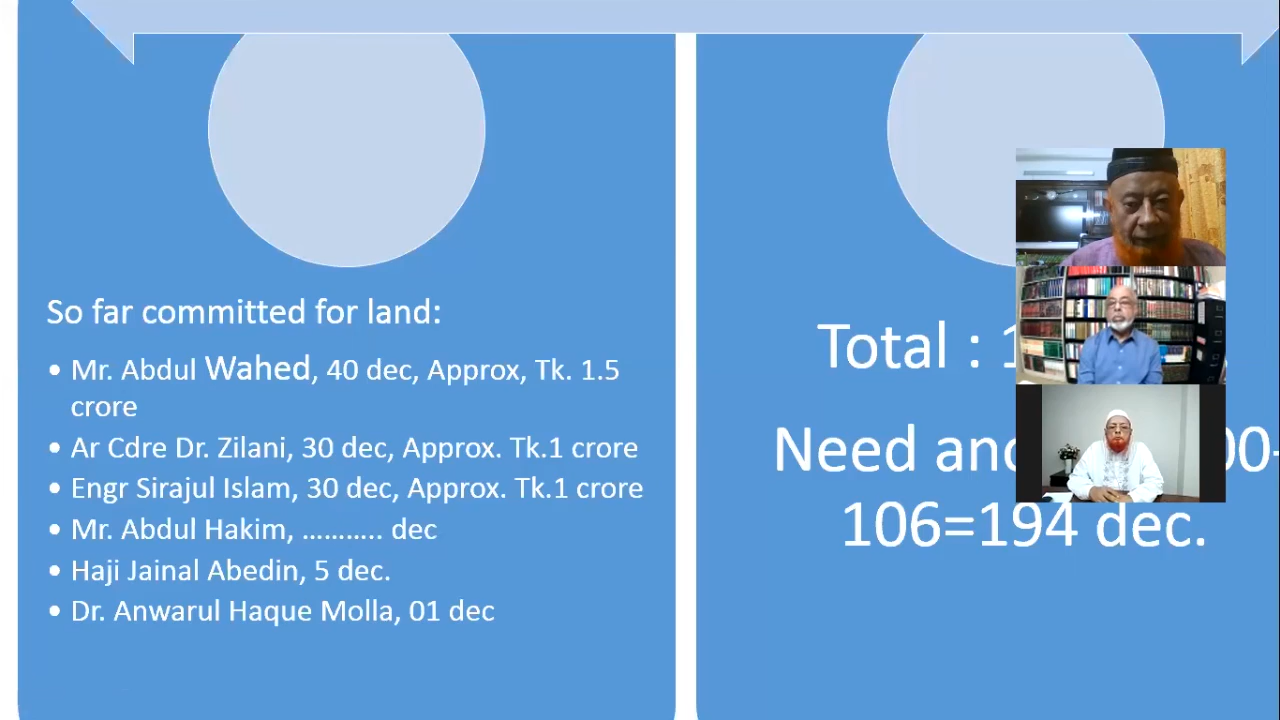 So far committed for land:
• Mr. Abdul Wahed, 40 dec, Approx, Tk. 1.5
crore
• Ar Cdre Dr. Zilani, 30 dec, Approx. Tk.1 crore
• Engr Sirajul Islam, 30 dec, Approx. Tk.1 crore
• Mr. Abdul Hakim, ……….. dec
• Haji Jainal Abedin, 5 dec.
• Dr. Anwarul Haque Molla, 01 dec
Total : 1
Need 00-
106=194 dec.